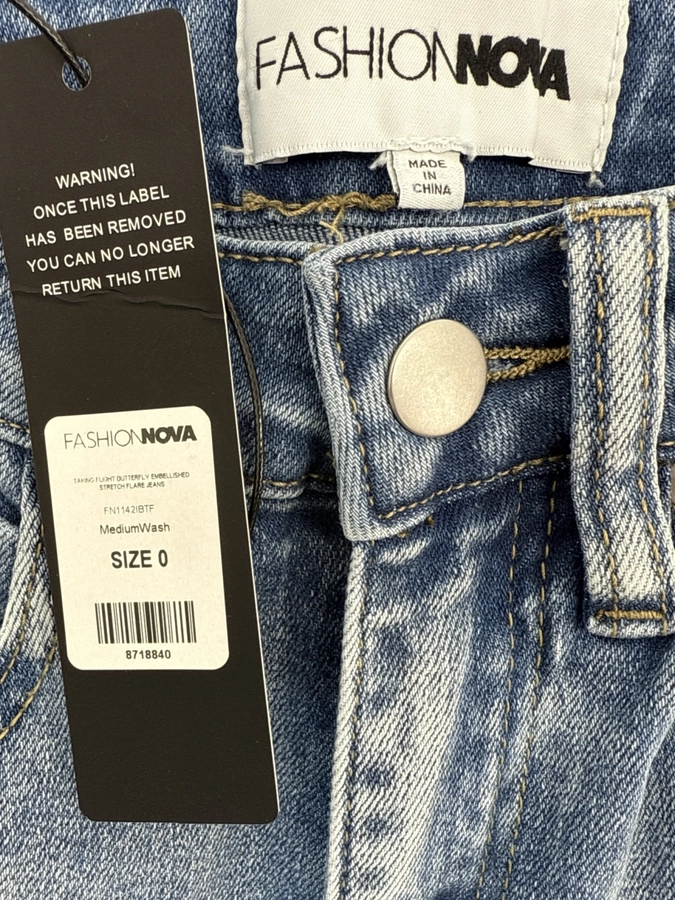 FASHIONNOVA
MADE
IN
CHINA
WARNING!
ONCE THIS LABEL
HAS BEEN REMOVED
YOU CAN NO LONGER
RETURN THIS ITEM
FASHIONNOVA
TAKING FLIGHT BUTTERFLY EMBELLISHED
STRETCH FLARE JEANS
FN1142IBTF
MediumWash
SIZE 0
8718840